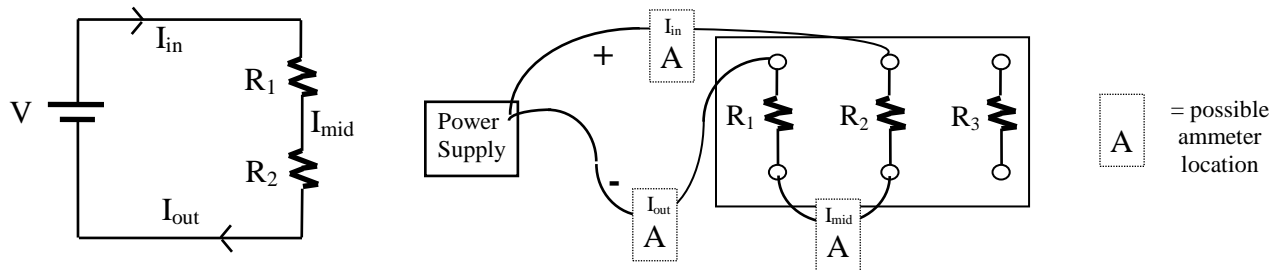 I_in
R_1
V
I_mid
R_2
I_out
+
I_in
A
Power
Supply
-
I_out
A
R_1
R_2
R_3
I_mid
A
A
= possible
ammeter
location